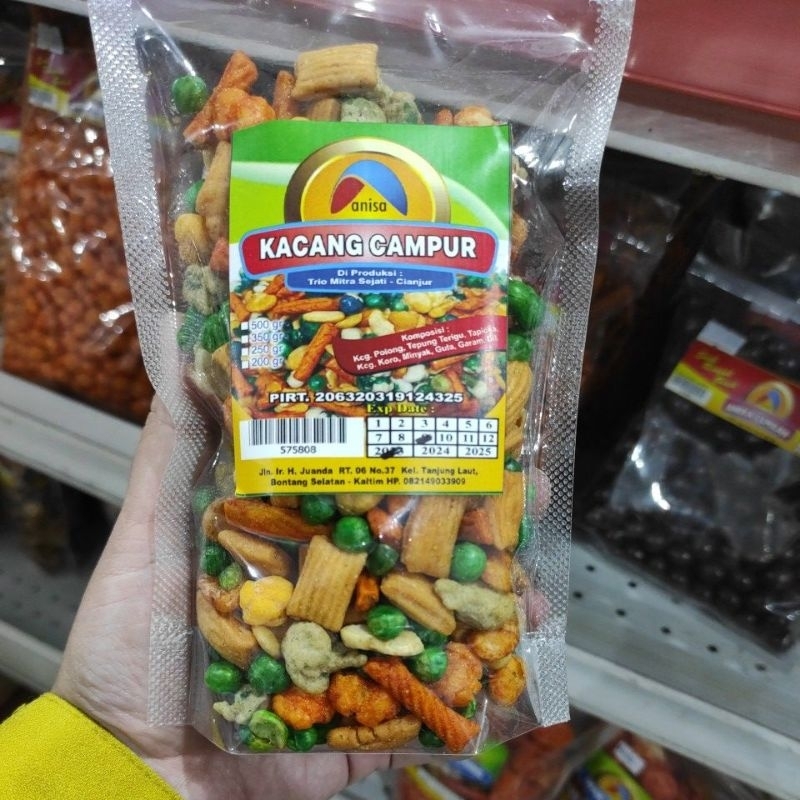 anisa
KACANG CAMPUR
Di Produksi :
Trio Mitra Sejati - Cianjur
500 gr
350 gr
250 gr
200 gr
Komposisi :
Kcg. Polong, Tepung Terigu, Tapioka,
Kcg. Koro, Minyak, Gula, Garam. Dll
PIRT. 206320319124325
Exp Date :
1 2 3 4 5 6
7 8 10 11 12
2024 2025
575808
Jln. Ir. H. Juanda RT. 06 No.37 Kel. Tanjung Laut,
Bontang Selatan - Kaltim HP. 082149033909